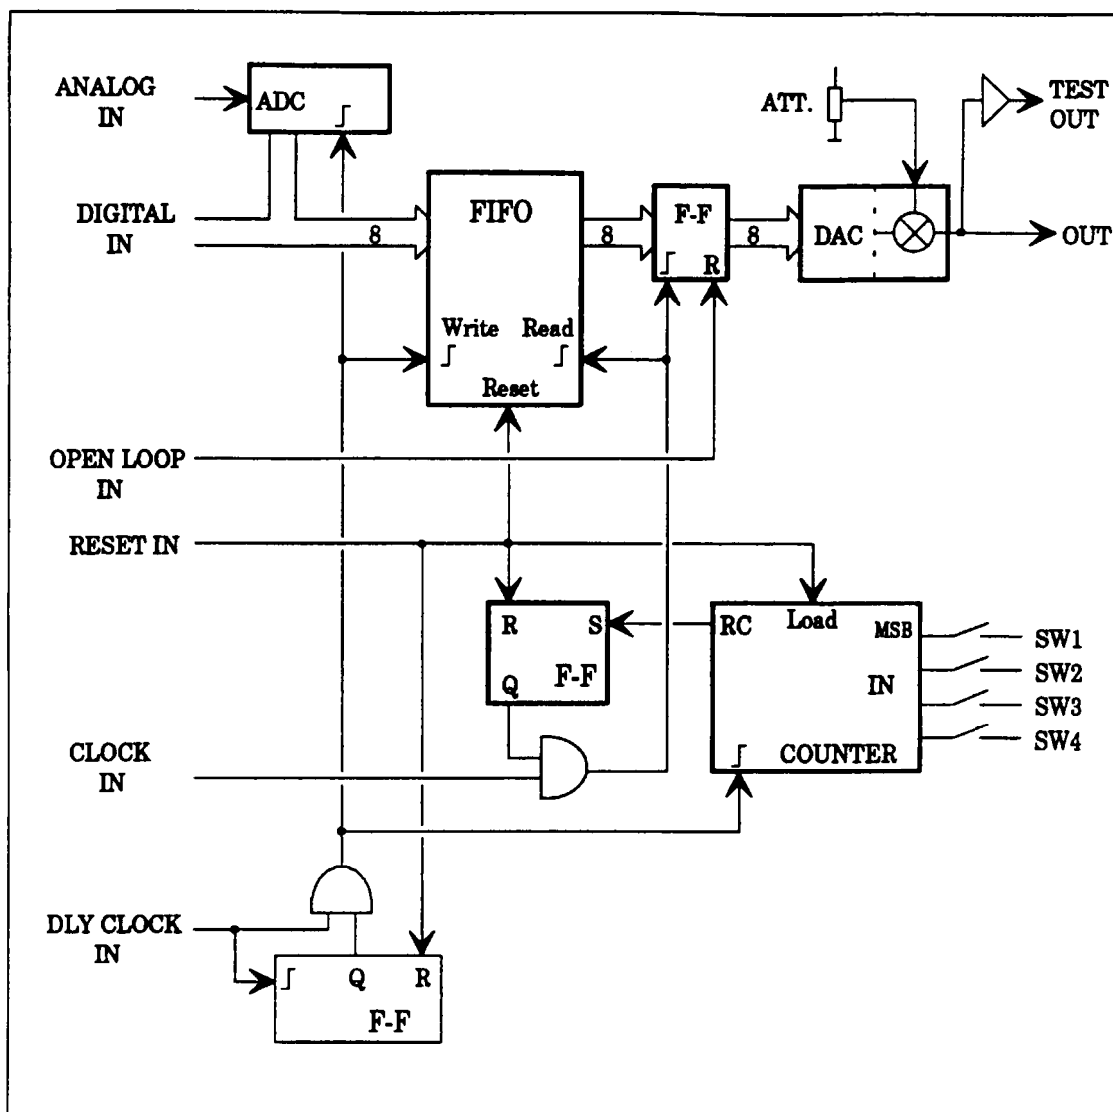 ANALOG
IN
ADC
ATT.
TEST
OUT
DIGITAL
IN
8
FIFO
8
F-F
R
8
DAC
OUT
Write Read
Reset
OPEN LOOP
IN
RESET IN
R S
Q F-F
RC Load MSB
IN
COUNTER
SW1
SW2
SW3
SW4
CLOCK
IN
DLY CLOCK
IN
Q R
F-F